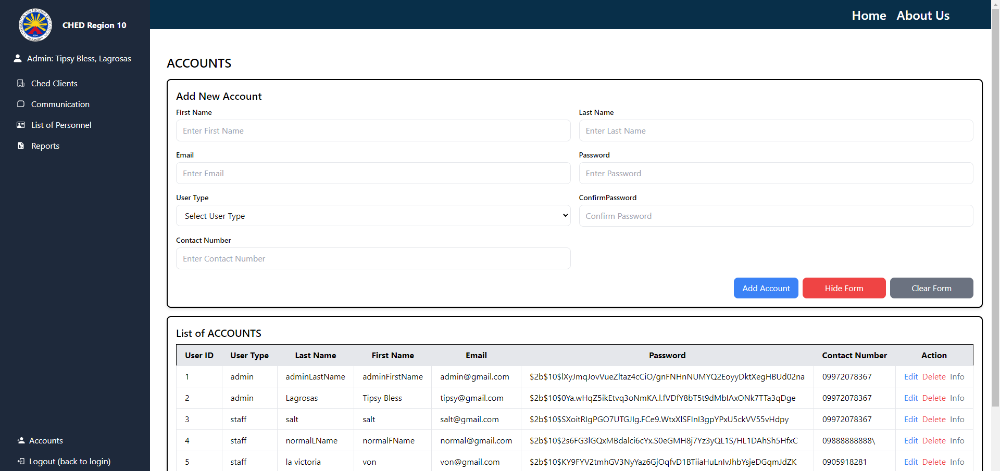 CHED Region 10
Admin: Tipsy Bless, Lagrosas
Ched Clients
Communication
List of Personnel
Reports
Accounts
Logout (back to login)
Home About Us
ACCOUNTS
Add New Account
First Name Last Name
Enter First Name Enter Last Name
Email Password
Enter Email Enter Password
User Type ConfirmPassword
Select User Type Confirm Password
Contact Number
Enter Contact Number
Add Account Hide Form Clear Form
List of ACCOUNTS
User ID User Type Last Name First Name Email Password Contact Number Action
1 admin adminLastName adminFirstName admin@gmail.com $2b$10$lXyJmqJovVueZltaz4cCiO/gnFNHnNUMYQ2EoyyDktXegHBUd02na 09972078367 Edit Delete Info
2 admin Lagrosas Tipsy Bless tipsy@gmail.com $2b$10$0Ya.wHqZ5ikEtvq3oNmKA.l.fVDfY8bT5t9dMbIAxONk7TTa3qDge 09972078367 Edit Delete Info
3 staff salt salt salt@gmail.com $2b$10$SXoitRIgPGO7UTGJIg.FCe9.WtxXlSFInI3gpYPxU5ckVV55vHdpy 09972078367 Edit Delete Info
4 staff normalLName normalFName normal@gmail.com $2b$10$2s6FG3lGQxMBdalci6cYx.S0eGMH8j7Yz3yQL1S/HL1DAhSh5HfxC 09888888888\ Edit Delete Info
5 staff la victoria von von@gmail.com $2b$10$KY9FYV2tmhGV3NyYaz6GjOqfvD1BTiiaHuLnIvJhbYsjeDGqmJdZK 0905918281 Edit Delete Info